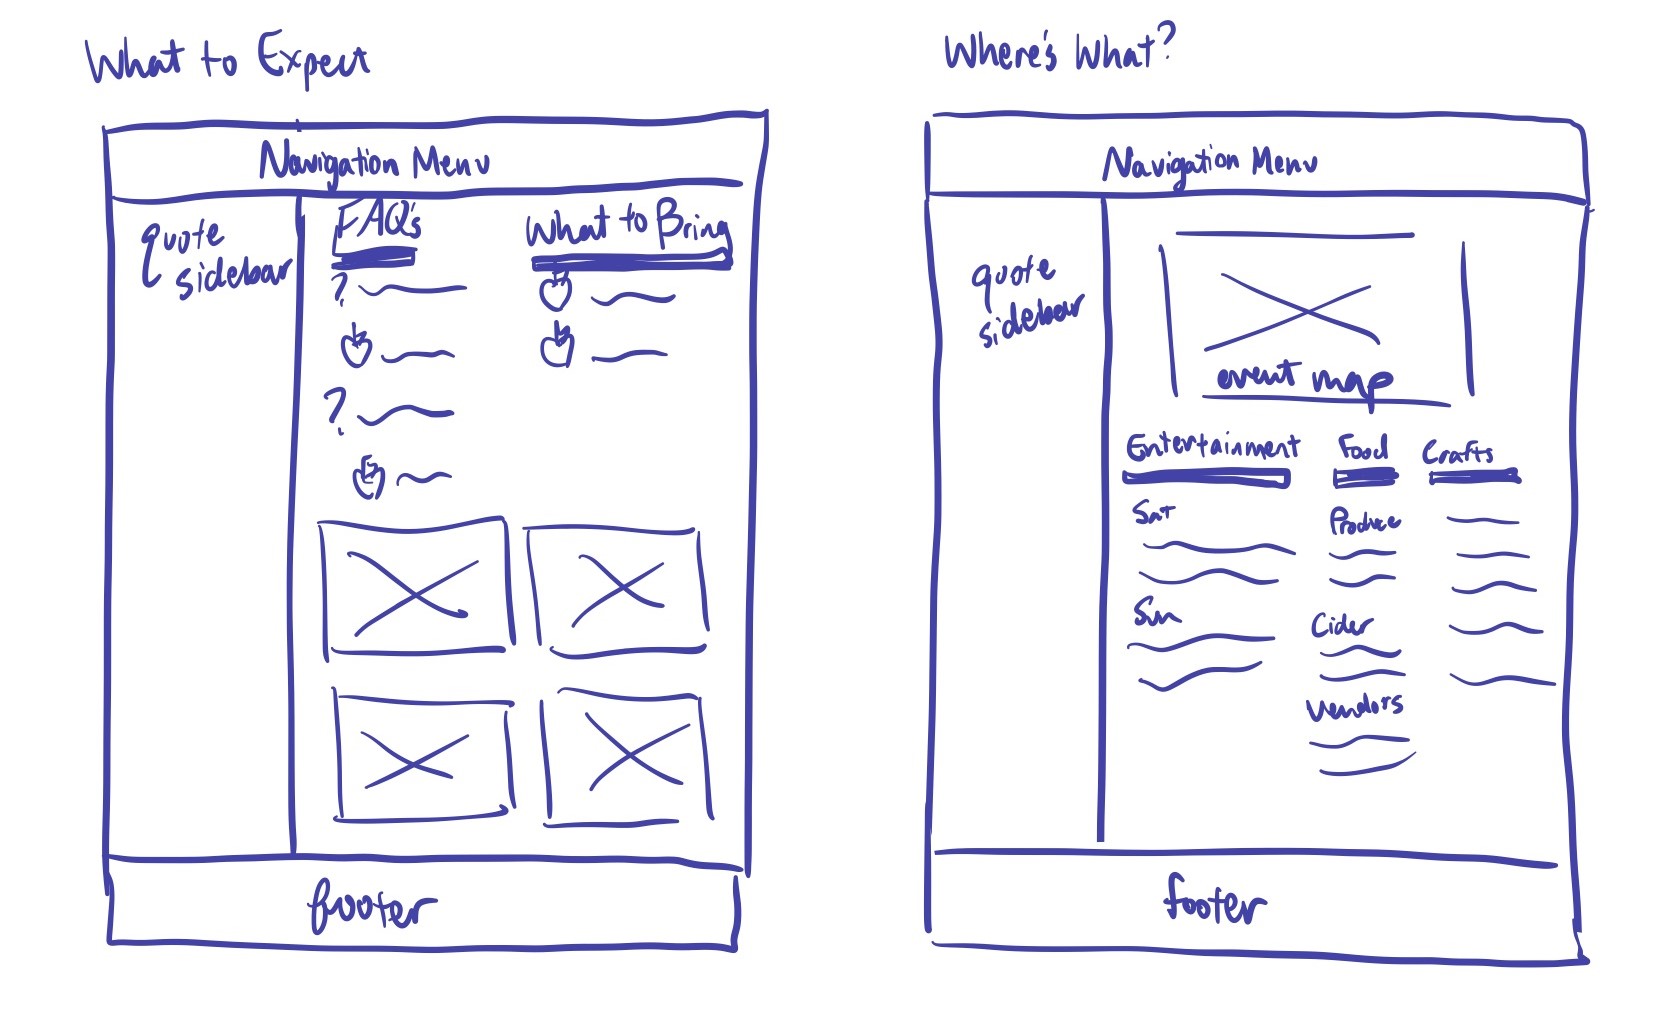 What to Expect
Navigation Menu
quote
sidebar
FAQ's
?
?
What to Bring
footer
Where's What?
Navigation Menu
quote
sidebar
event map
Entertainment
Sat
Sun
Food
Produce
Cider
Vendors
Crafts
footer